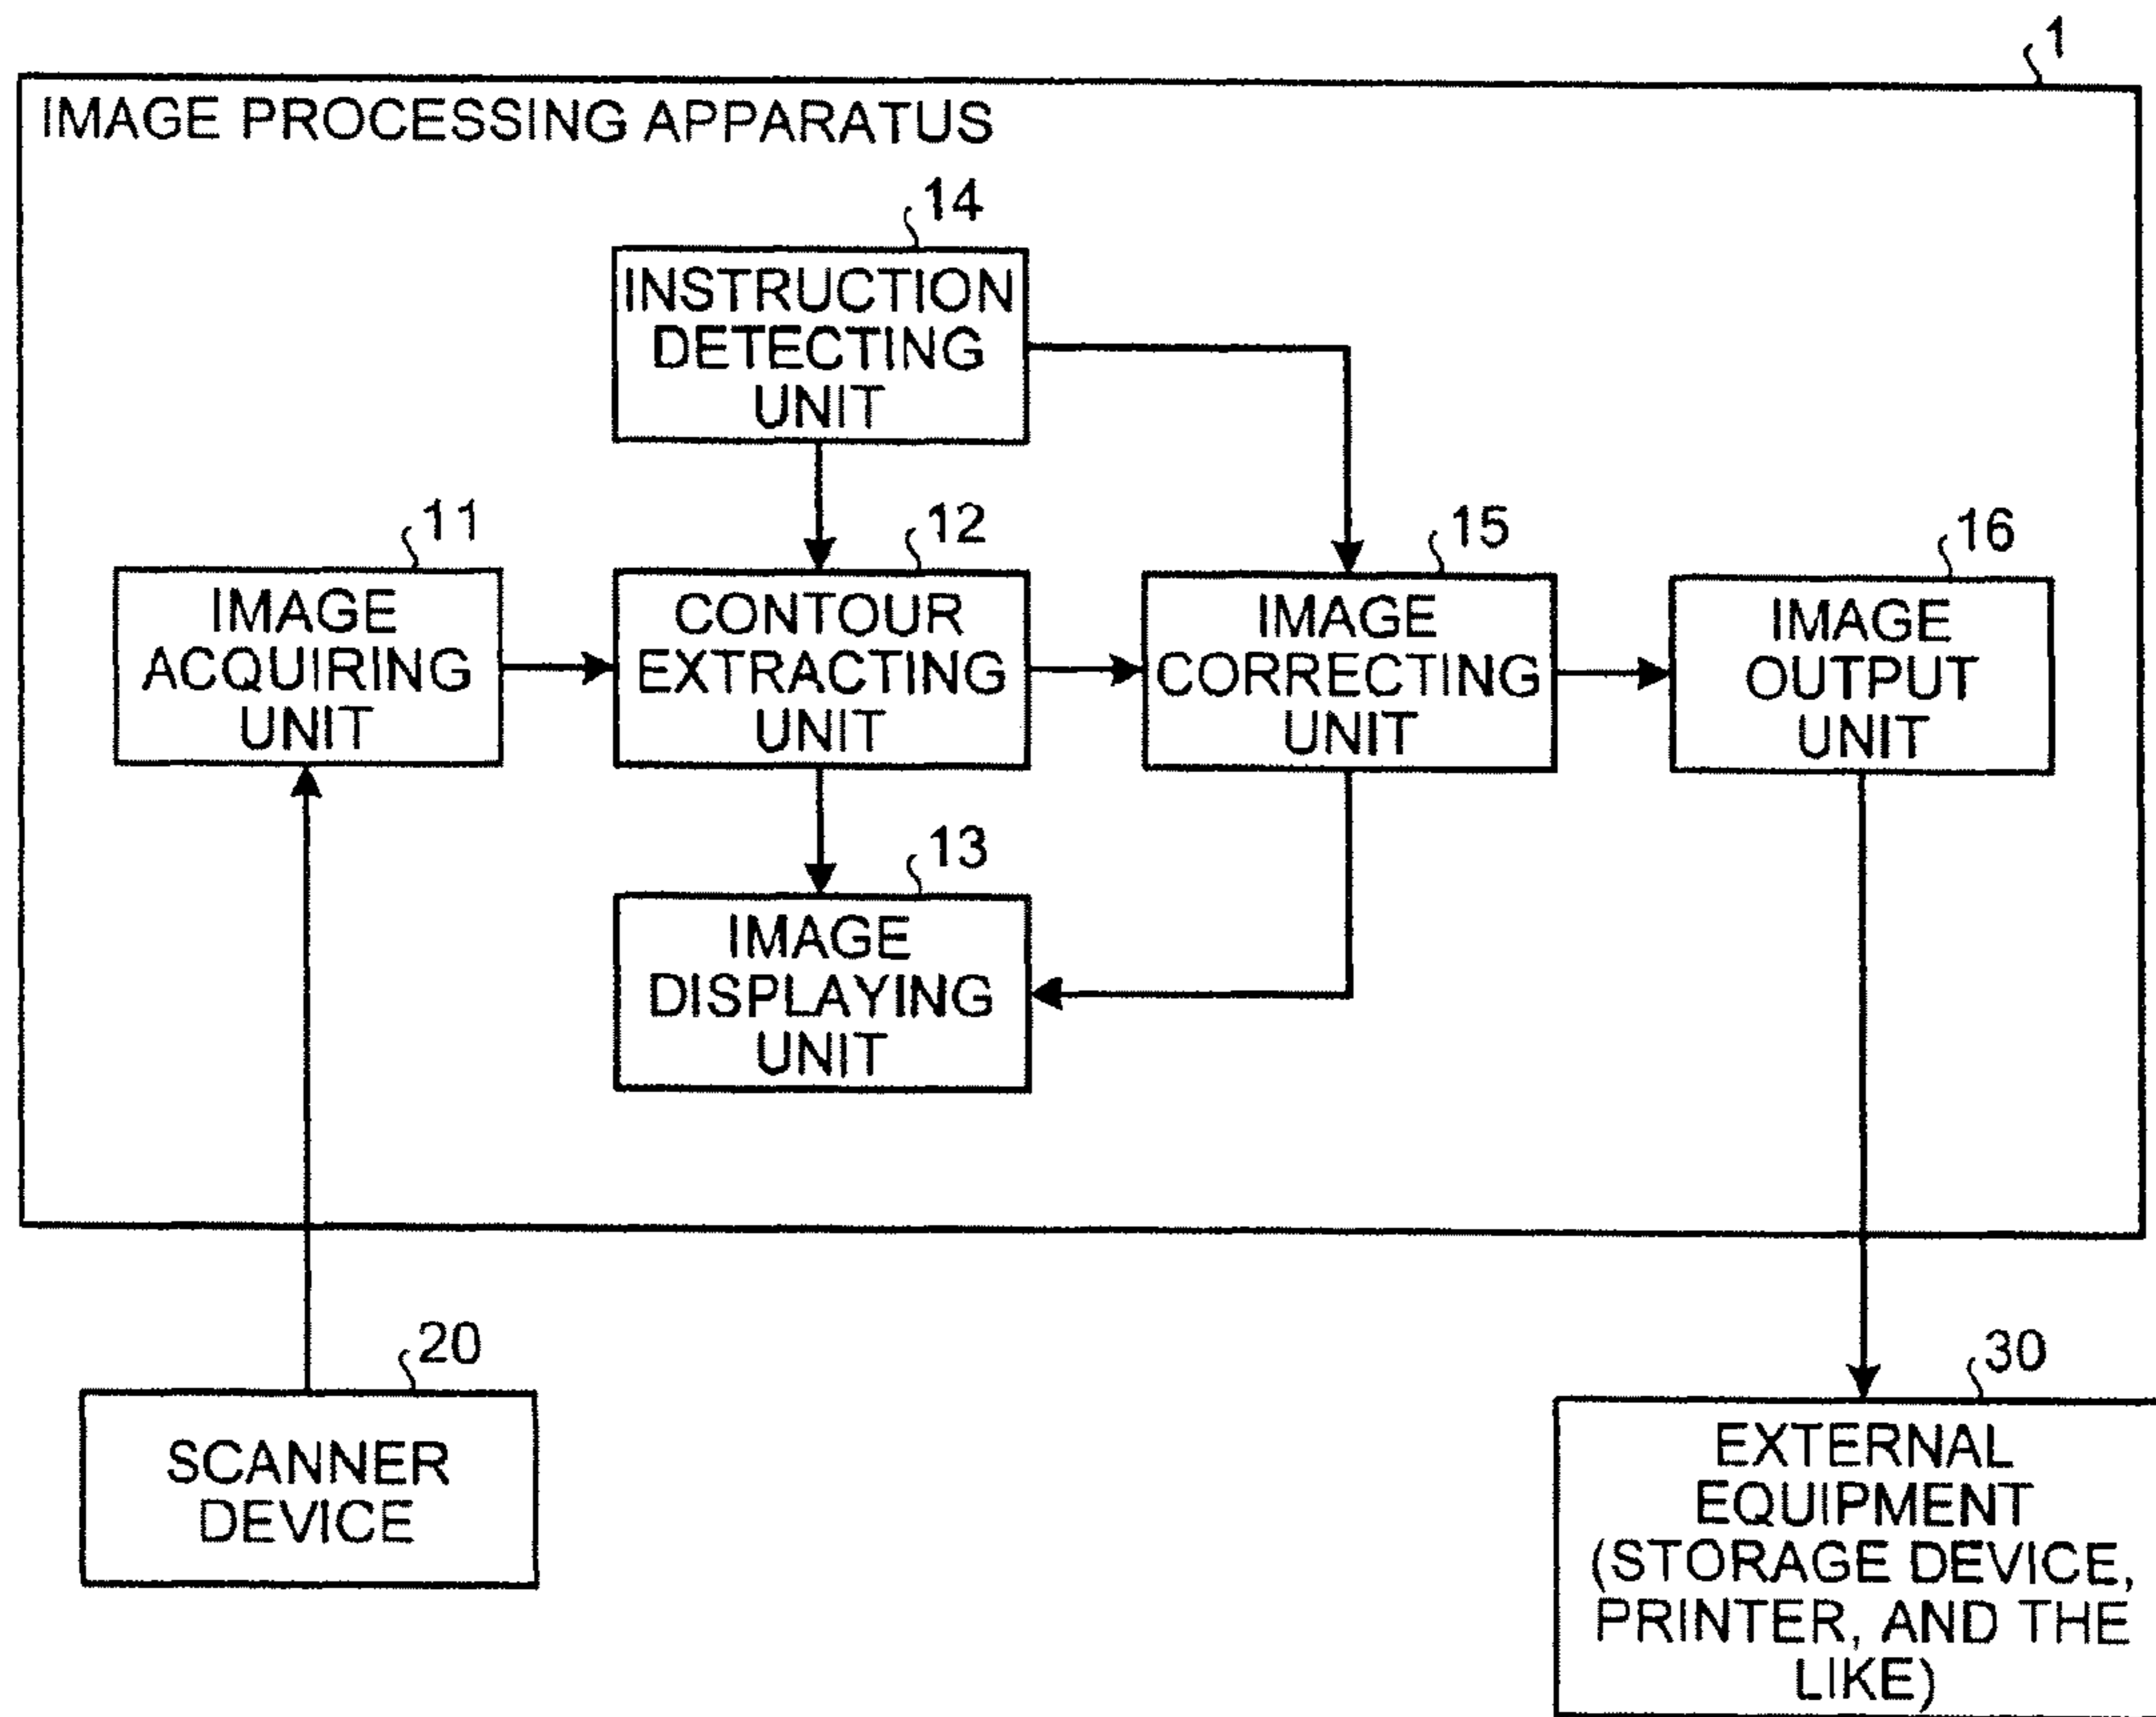 1
IMAGE PROCESSING APPARATUS
14
INSTRUCTION
DETECTING
UNIT
11
IMAGE
ACQUIRING
UNIT
12
CONTOUR
EXTRACTING
UNIT
15
IMAGE
CORRECTING
UNIT
16
IMAGE
OUTPUT
UNIT
13
IMAGE
DISPLAYING
UNIT
20
SCANNER
DEVICE
30
EXTERNAL
EQUIPMENT
(STORAGE DEVICE,
PRINTER, AND THE
LIKE)